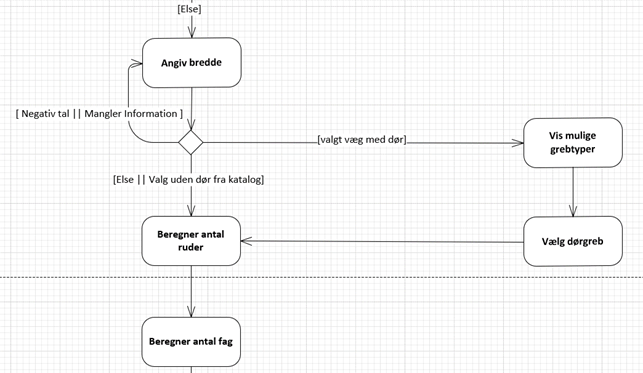 [Else]
Angiv bredde
[ Negativ tal || Mangler Information ]
[valgt væg med dør]
Vis mulige
grebtyper
[Else || Valg uden dør fra katalog]
Beregner antal
ruder
Vælg dørgreb
Beregner antal fag